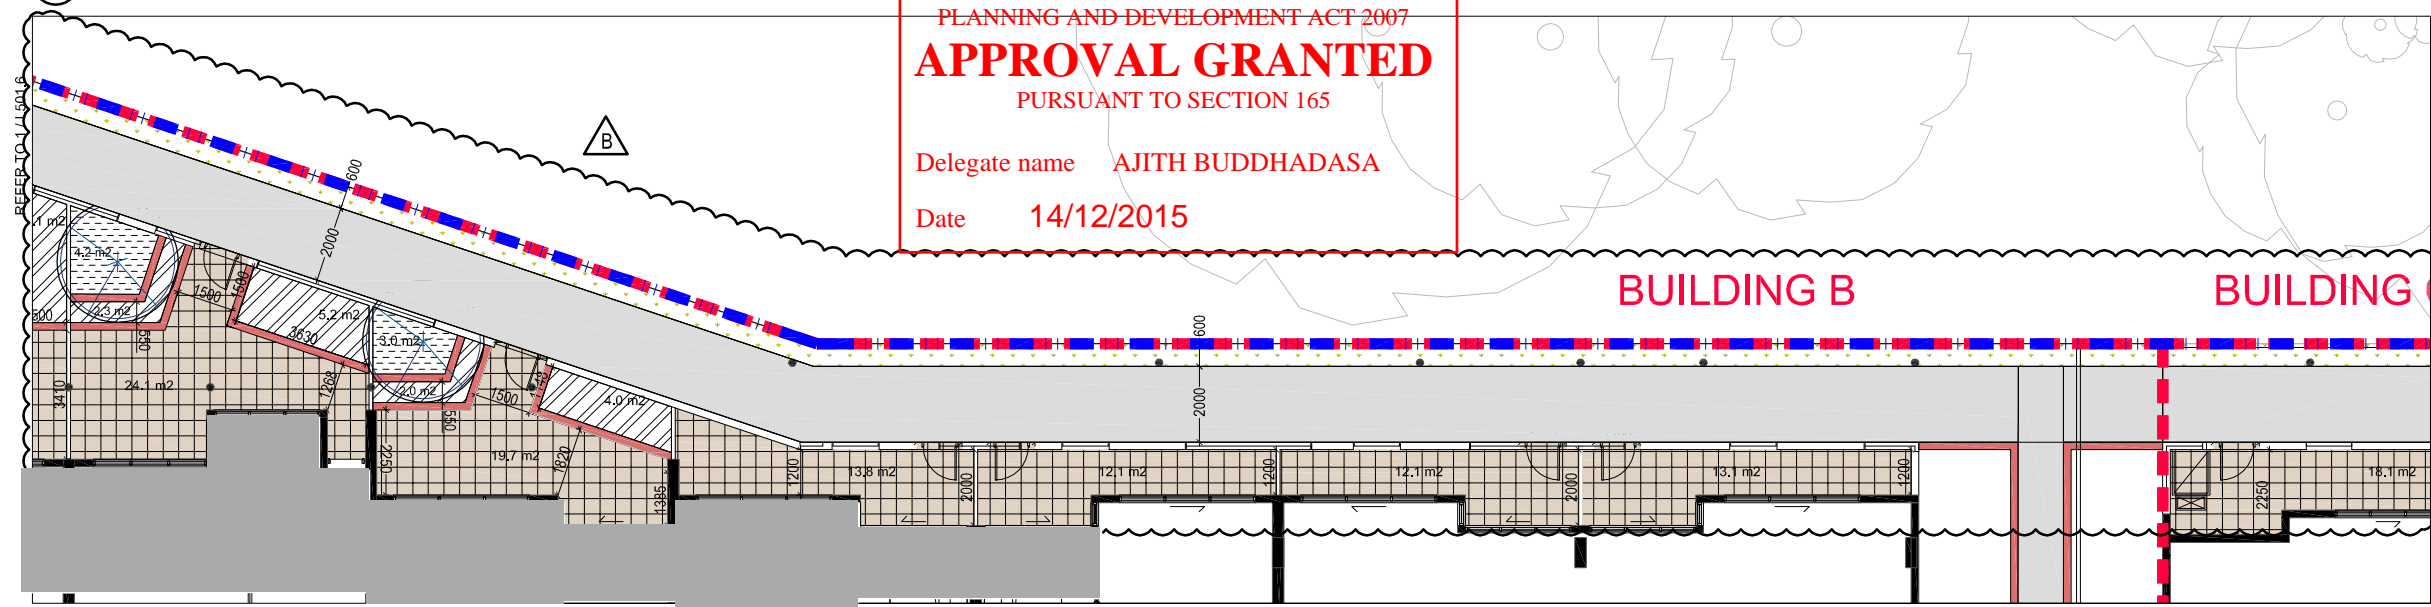 PLANNING AND DEVELOPMENT ACT 2007
APPROVAL GRANTED
PURSUANT TO SECTION 165
Delegate name AJITH BUDDHADASA
Date 14/12/2015
B
BUILDING B
BUILDING
REFER TO
600
2000
4.2 m2
2.3 m2
550
3410
24.1 m2
1500
1500
5.2 m2
3630
1268
3.0 m2
2.0 m2
550
2250
1500
19.7 m2
1820
4.0 m2
1385
1200
13.8 m2
2000
12.1 m2
1200
600
2000
12.1 m2
2000
13.1 m2
1200
2250
18.1 m2